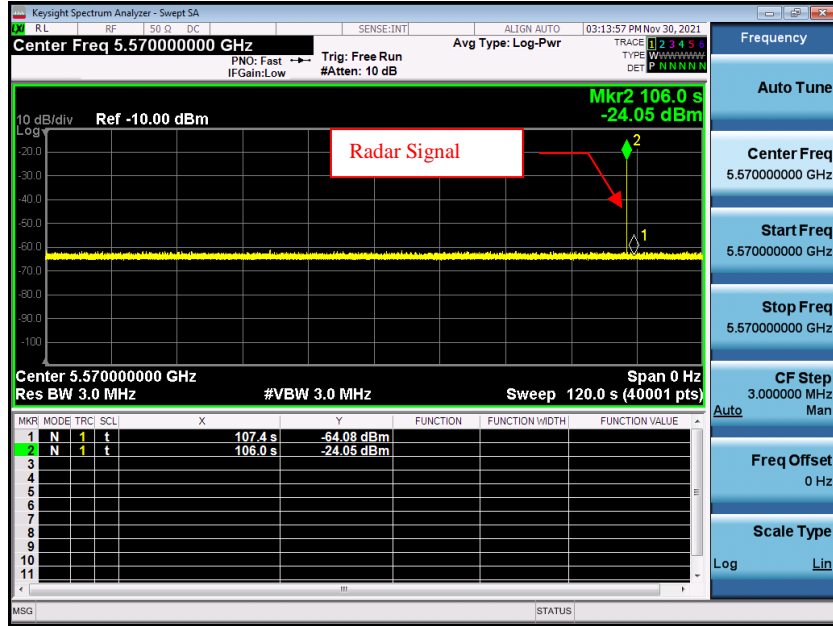 Keysight Spectrum Analyzer - Swept SA
LXI RL RF 50 Ω DC SENSE:INT ALIGN AUTO 03:13:57 PM Nov 30, 2021
Center Freq 5.570000000 GHz
PNO: Fast
IFGain:Low
Trig: Free Run
#Atten: 10 dB
Avg Type: Log-Pwr
TRACE 1 2 3 4 5 6
TYPE WWWWWW
DET P N N N N N
Mkr2 106.0 s
-24.05 dBm
10 dB/div Ref -10.00 dBm
Log
-20.0
-30.0
-40.0
-50.0
-60.0
-70.0
-80.0
-90.0
-100
Radar Signal
2
1
Center 5.570000000 GHz Span 0 Hz
Res BW 3.0 MHz #VBW 3.0 MHz Sweep 120.0 s (40001 pts)
MKR MODE TRC SCL X Y FUNCTION FUNCTION WIDTH FUNCTION VALUE
1 N 1 t 107.4 s -64.08 dBm
2 N 1 t 106.0 s -24.05 dBm
3
4
5
6
7
8
9
10
11
MSG STATUS
Frequency
Auto Tune
Center Freq
5.570000000 GHz
Start Freq
5.570000000 GHz
Stop Freq
5.570000000 GHz
CF Step
3.000000 MHz
Auto Man
Freq Offset
0 Hz
Scale Type
Log Lin